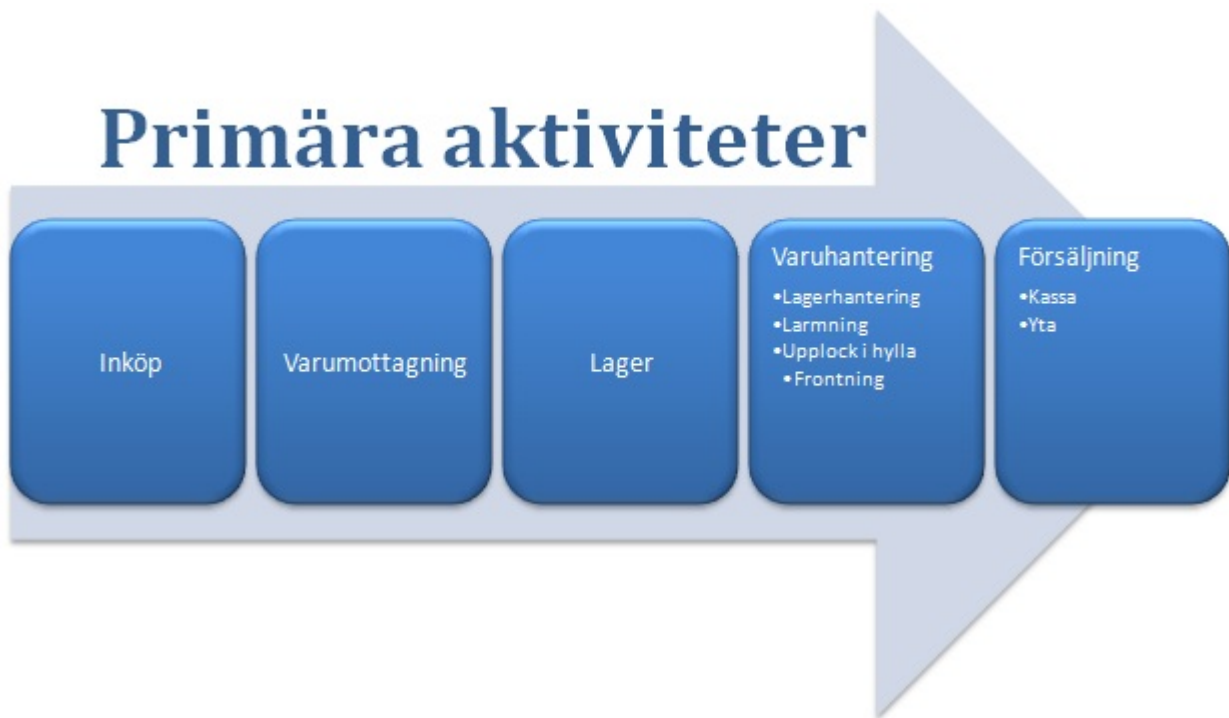 Primära aktiviteter
Inköp
Varumottagning
Lager
Varuhantering
•Lagerhantering
•Larmning
•Upplock i hylla
•Frontning
Försäljning
•Kassa
•Yta